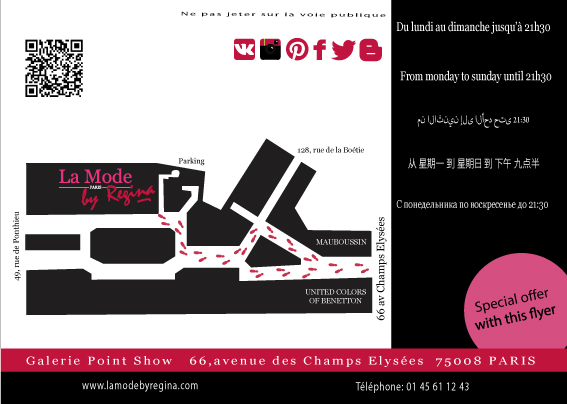 Ne pas jeter sur la voie publique
Du lundi au dimanche jusqu'à 21h30
From monday to sunday until 21h30
من الاثنين إلى الأحد حتى 21:30
从 星期一 到 星期日 到 下午 九点半
С понедельника по воскресенье до 21:30
128, rue de la Boétie
Parking
La Mode
PARIS
by Regina
49, rue de Ponthieu
MAUBOUSSIN
66 av Champs Elysées
UNITED COLORS
OF BENETTON
Special offer
with this flyer
Galerie Point Show 66,avenue des Champs Elysées 75008 PARIS
www.lamodebyregina.com
Téléphone: 01 45 61 12 43